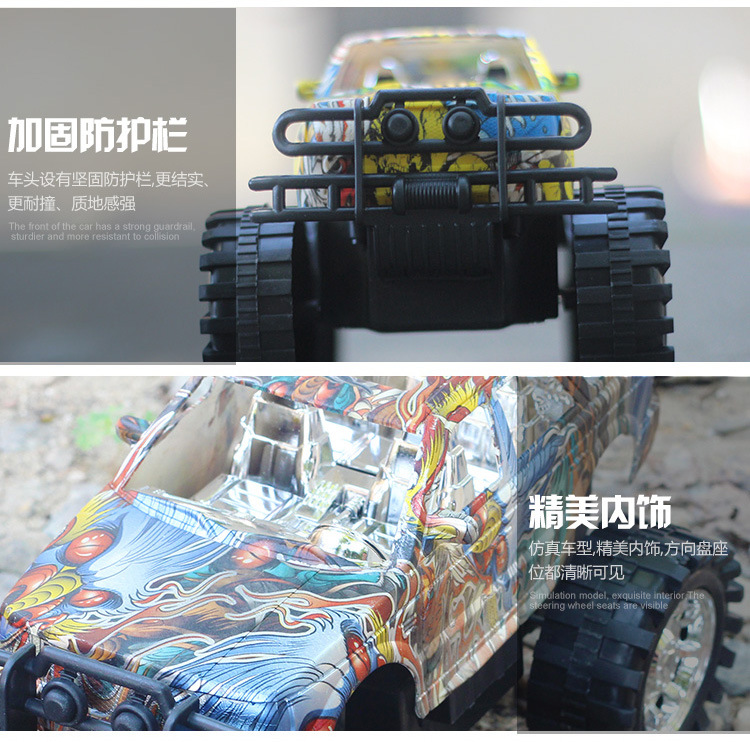 加固防护栏
车头设有坚固防护栏,更结实、
更耐撞、质地感强
The front of the car has a strong guardrail,
sturdier and more resistant to collision
精美内饰
仿真车型,精美内饰,方向盘座
位都清晰可见
Simulation model, exquisite interior.The
steering wheel seats are visible